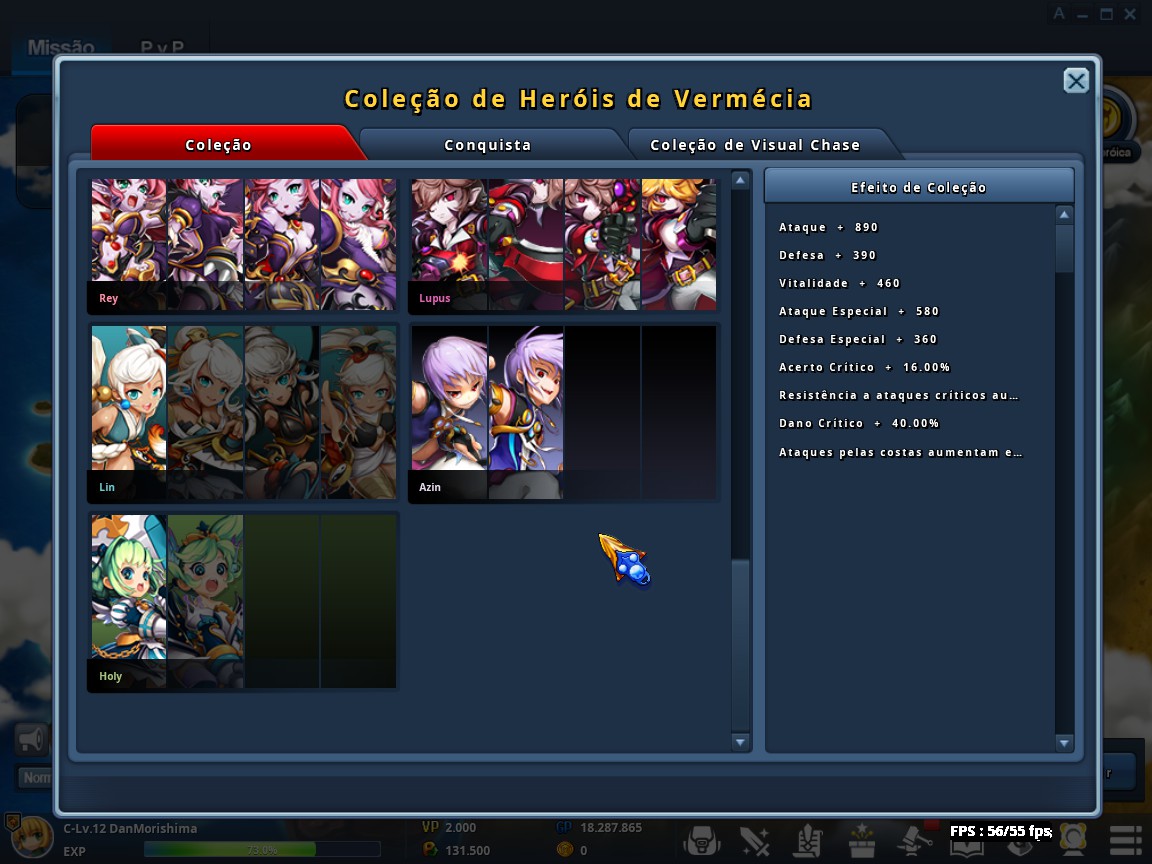 A
Missão PvP
Coleção de Heróis de Vermécia
Coleção Conquista Coleção de Visual Chase
Rey
Lupus
Lin
Azin
Holy
Efeito de Coleção
Ataque + 890
Defesa + 390
Vitalidade + 460
Ataque Especial + 580
Defesa Especial + 360
Acerto Crítico + 16.00%
Resistência a ataques críticos au...
Dano Crítico + 40.00%
Ataques pelas costas aumentam e...
C-Lv.12 DanMorishima
EXP 73.0%
VP 2.000
131.500
GP 18.287.865
0
FPS : 56/55 fps